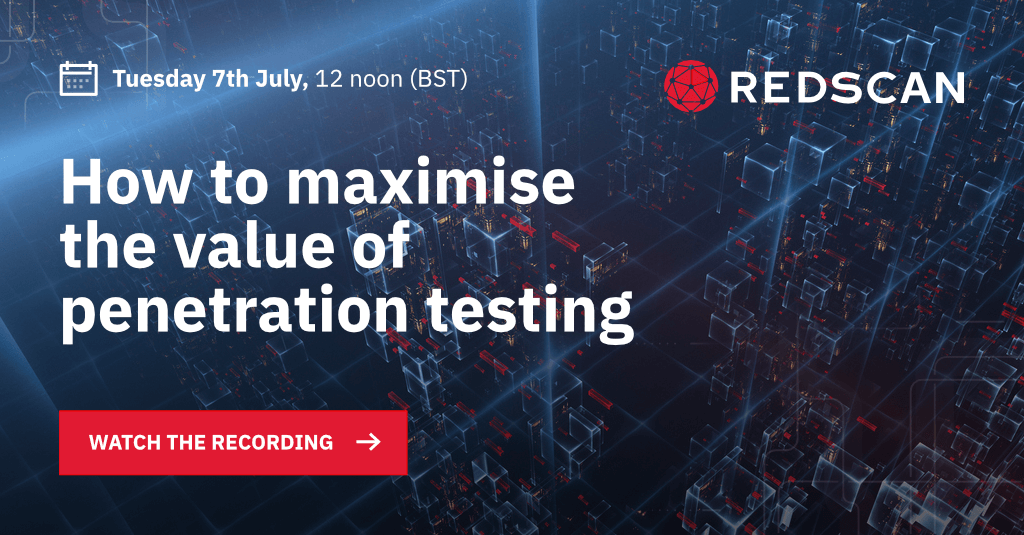 Tuesday 7th July, 12 noon (BST)
REDSCAN
How to maximise
the value of
penetration testing
WATCH THE RECORDING